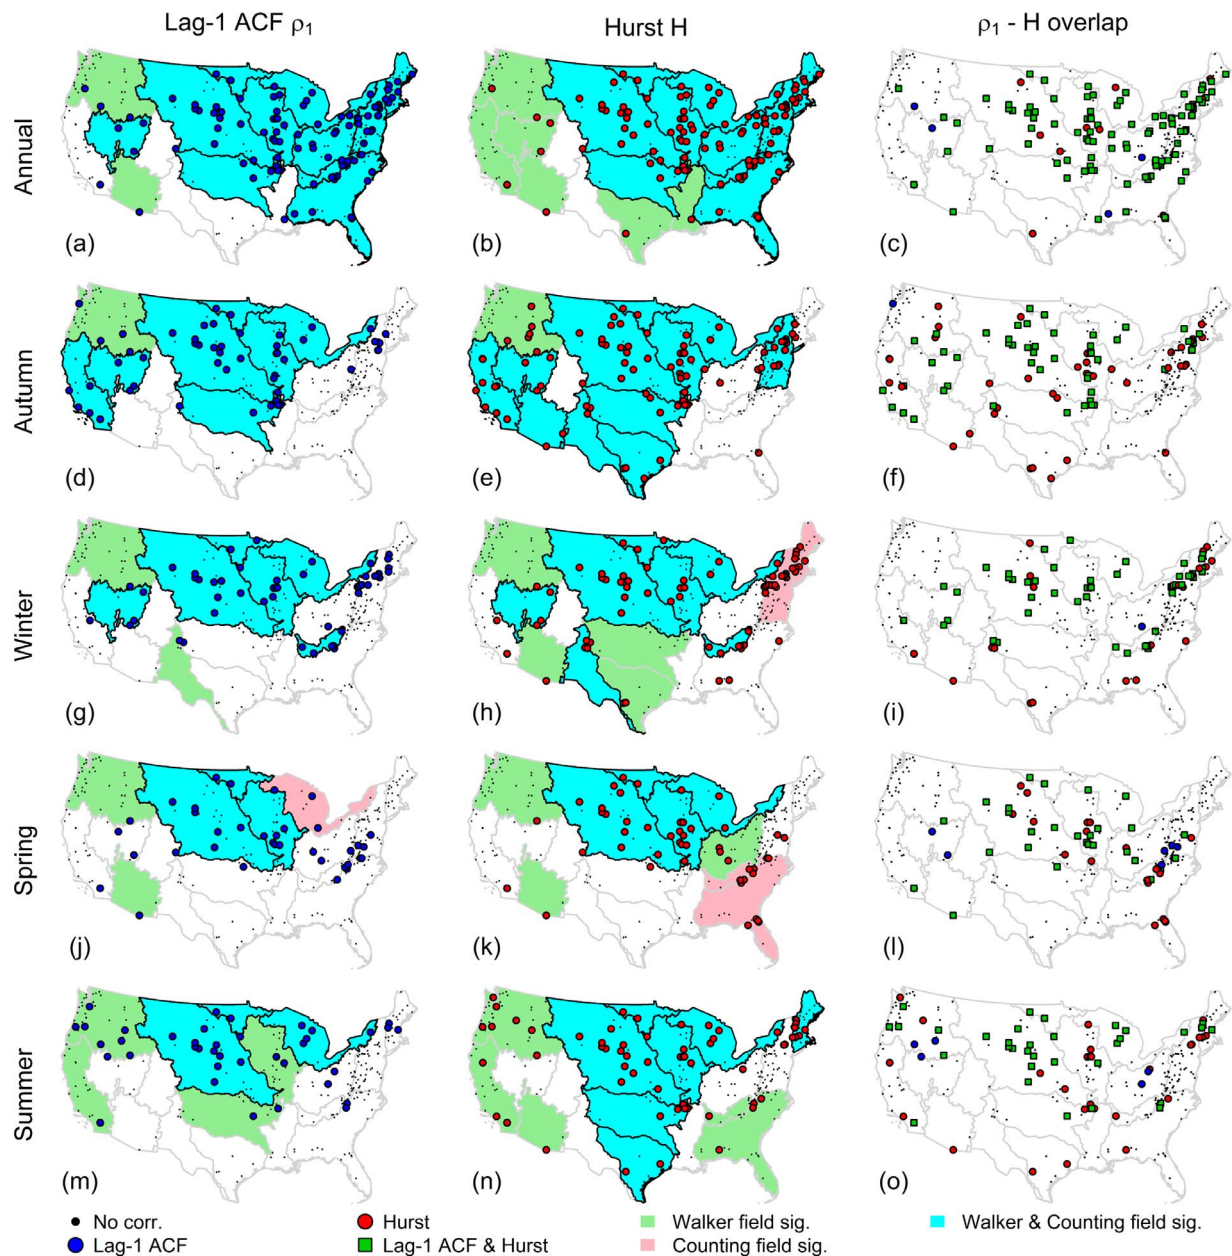 Lag-1 ACF ρ₁ Hurst H ρ₁ - H overlap
Annual
(a) (b) (c)
Autumn
(d) (e) (f)
Winter
(g) (h) (i)
Spring
(j) (k) (l)
Summer
(m) (n) (o)
No corr. Hurst Walker field sig. Walker & Counting field sig.
Lag-1 ACF Lag-1 ACF & Hurst Counting field sig.